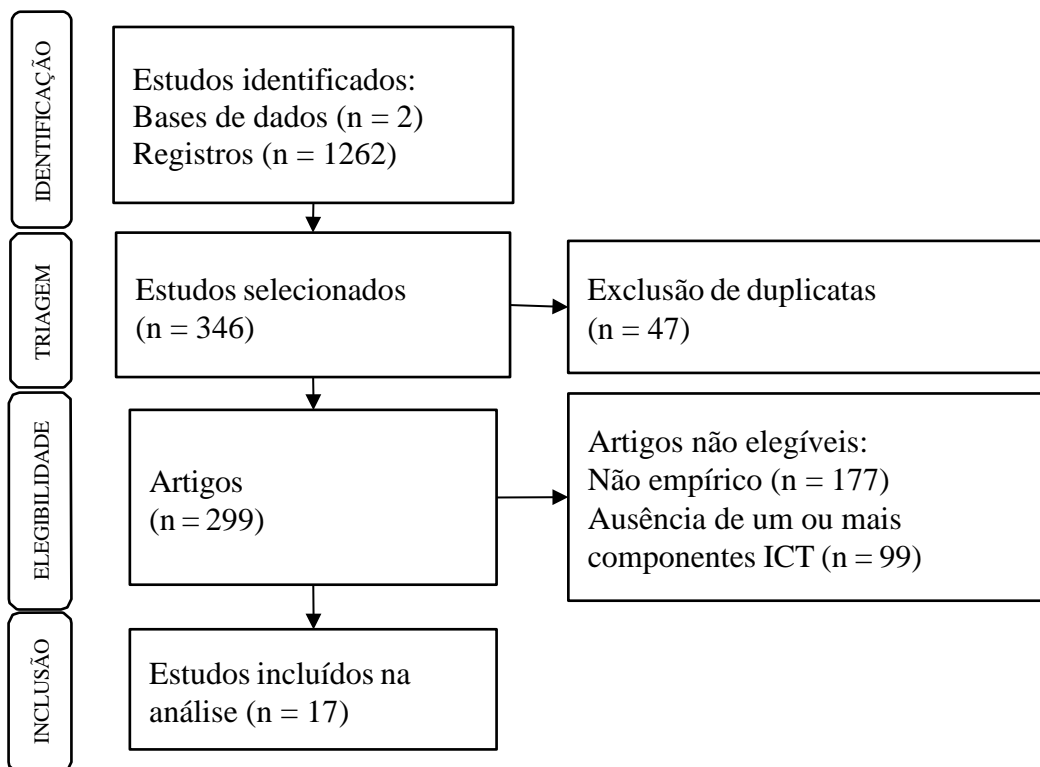 IDENTIFICAÇÃO
Estudos identificados:
Bases de dados (n = 2)
Registros (n = 1262)
TRIAGEM
Estudos selecionados
(n = 346)
Exclusão de duplicatas
(n = 47)
ELEGIBILIDADE
Artigos
(n = 299)
Artigos não elegíveis:
Não empírico (n = 177)
Ausência de um ou mais
componentes ICT (n = 99)
INCLUSÃO
Estudos incluídos na
análise (n = 17)